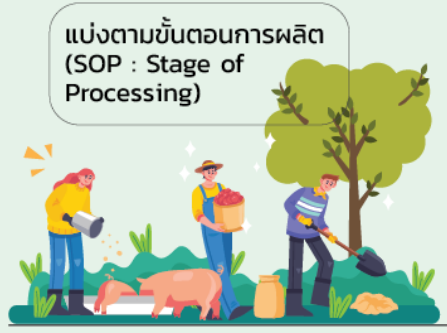 แบ่งตามขั้นตอนการผลิต
(SOP : Stage of
Processing)